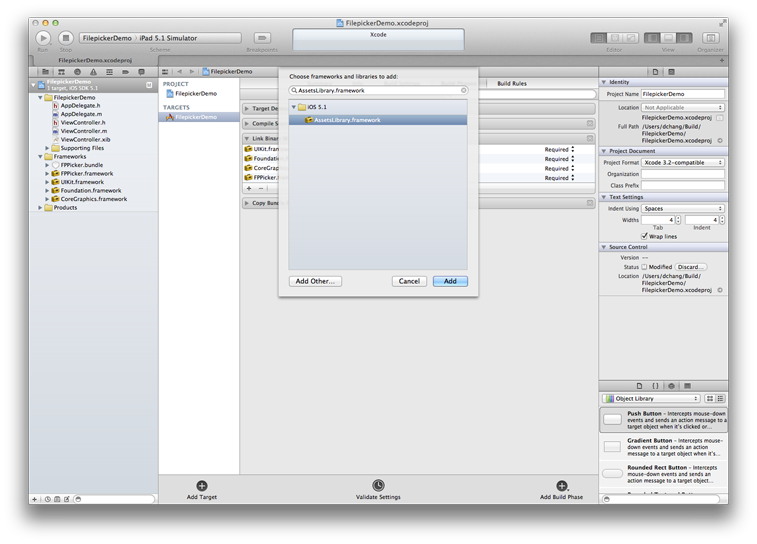 FilepickerDemo.xcodeproj
Run
Stop
FilepickerDemo
iPad 5.1 Simulator
Scheme
Breakpoints
Xcode
Editor
View
Organizer
FilepickerDemo.xcodeproj
FilepickerDemo
1 target, iOS SDK 5.1
FilepickerDemo
AppDelegate.h
AppDelegate.m
ViewController.h
ViewController.m
ViewController.xib
Supporting Files
Frameworks
FPPicker.bundle
FPPicker.framework
UIKit.framework
Foundation.framework
CoreGraphics.framework
Products
FilepickerDemo
PROJECT
FilepickerDemo
TARGETS
FilepickerDemo
Build Rules
Target De
Compile S
Link Binar
UIKit.fran
Foundation
CoreGrap
FPPicker.
Required
Required
Required
Required
Copy Bund
Choose frameworks and libraries to add:
AssetsLibrary.framework
iOS 5.1
AssetsLibrary.framework
Add Other...
Cancel
Add
Add Target
Validate Settings
Add Build Phase
Identity
Project Name FilepickerDemo
Location Not Applicable
FilepickerDemo.xcodeproj
Full Path /Users/dchang/Build/
FilepickerDemo/
FilepickerDemo.xcodeproj
Project Document
Project Format Xcode 3.2-compatible
Organization
Class Prefix
Text Settings
Indent Using Spaces
Widths 4 4
Tab Indent
Wrap lines
Source Control
Version --
Status Modified Discard...
Location /Users/dchang/Build/
FilepickerDemo/
FilepickerDemo.xcodeproj
Object Library
Push Button - Intercepts mouse-down
events and sends an action message to a
target object when it's clicked or...
Gradient Button - Intercepts mouse-
down events and sends an action
message to a target object when it's...
Rounded Rect Button - Intercepts
mouse-down events and sends an
action message to a target object...